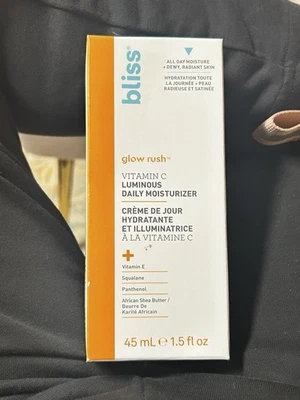 bliss®
ALL DAY MOISTURE
+ DEWY, RADIANT SKIN
HYDRATATION TOUTE
LA JOURNÉE + PEAU
RADIEUSE ET SATINÉE
glow rush™
VITAMIN C
LUMINOUS
DAILY MOISTURIZER
CRÈME DE JOUR
HYDRATANTE
ET ILLUMINATRICE
À LA VITAMINE C
+
Vitamin E
Squalane
Panthenol
African Shea Butter /
Beurre De
Karité Africain
45 mL ℮ 1.5 fl oz